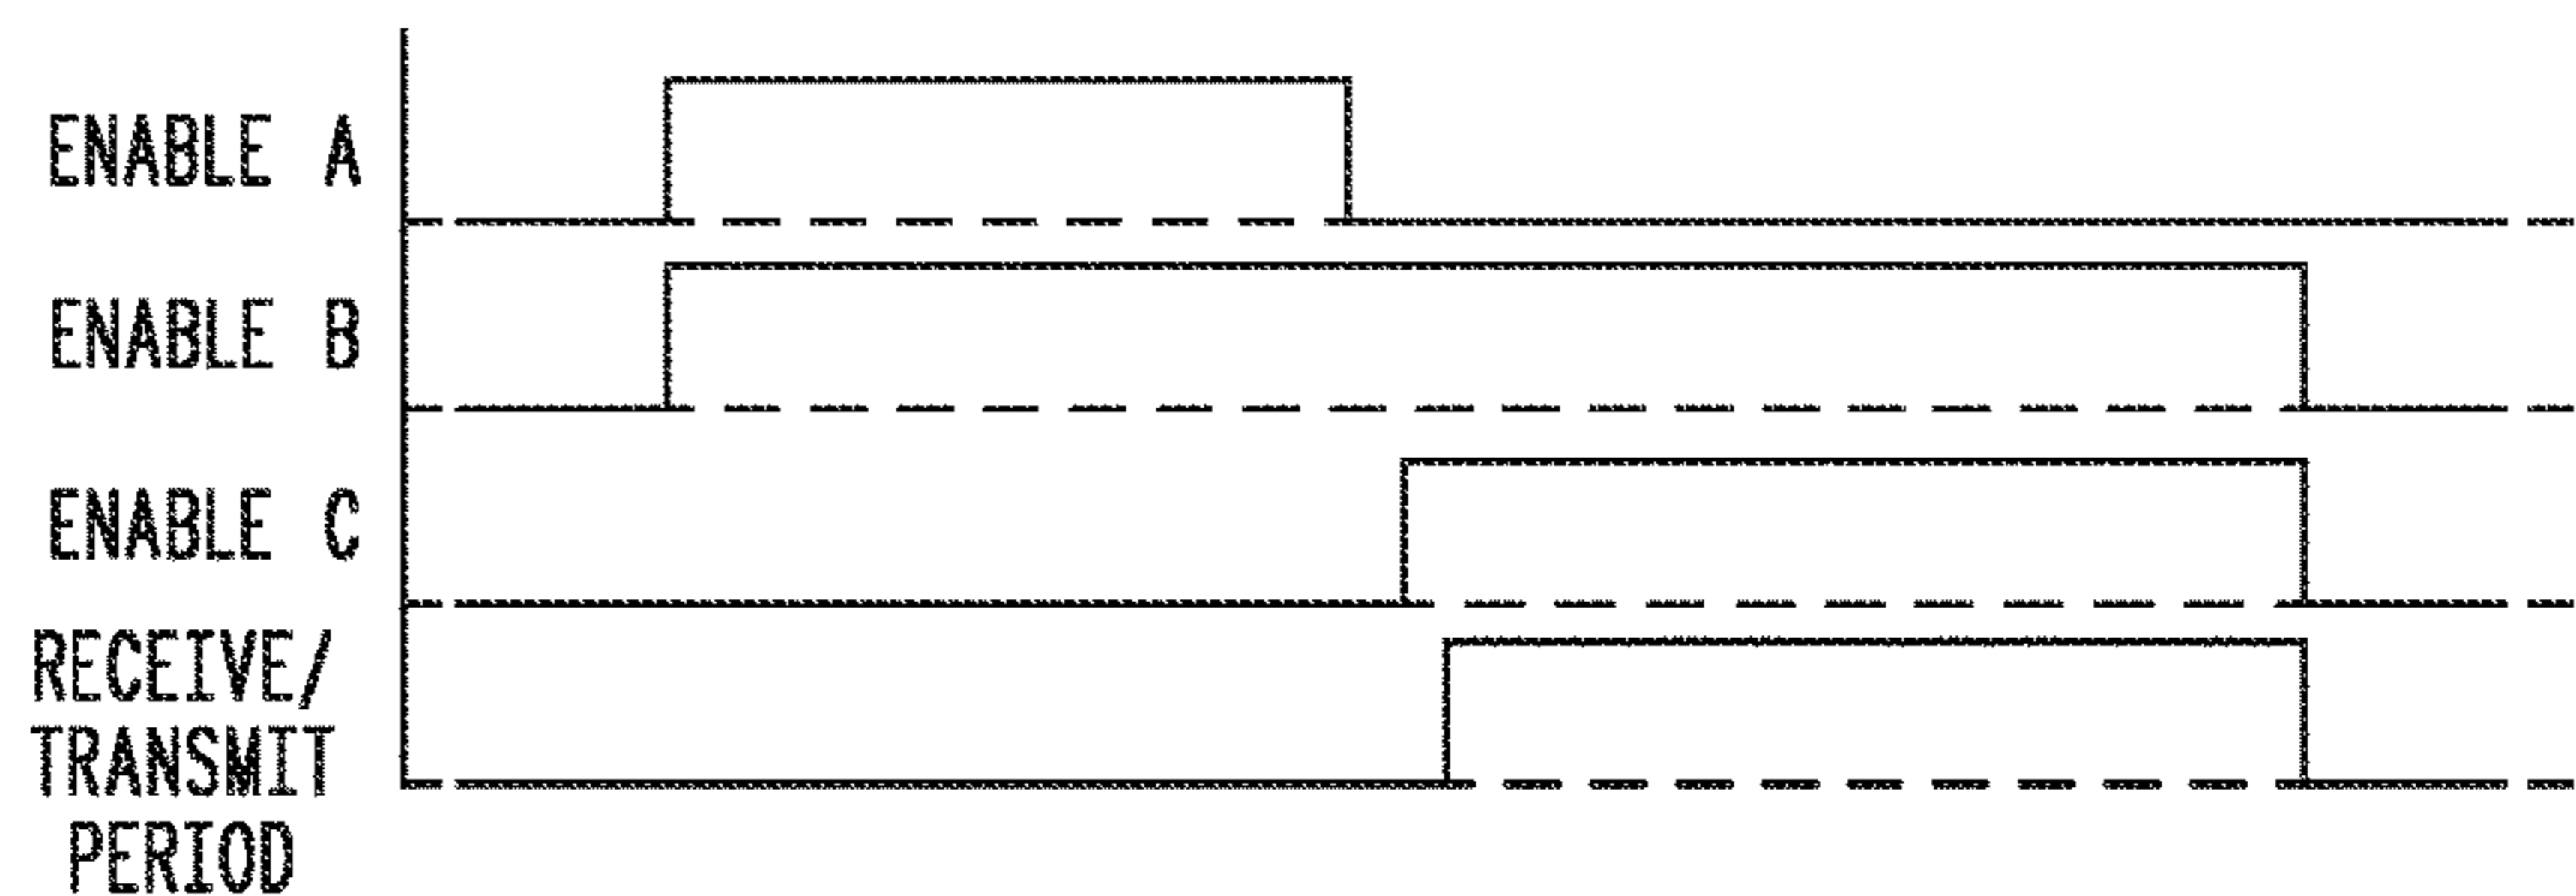 ENABLE A
ENABLE B
ENABLE C
RECEIVE/
TRANSMIT
PERIOD